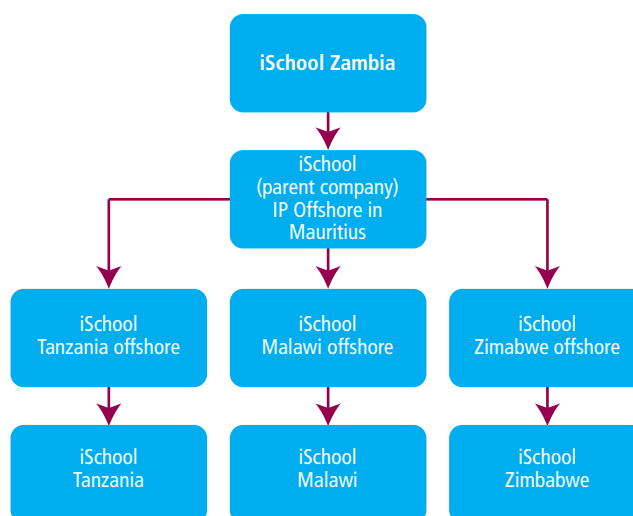 iSchool Zambia
iSchool
(parent company)
IP Offshore in
Mauritius
iSchool
Tanzania offshore
iSchool
Malawi offshore
iSchool
Zimabwe offshore
iSchool
Tanzania
iSchool
Malawi
iSchool
Zimbabwe